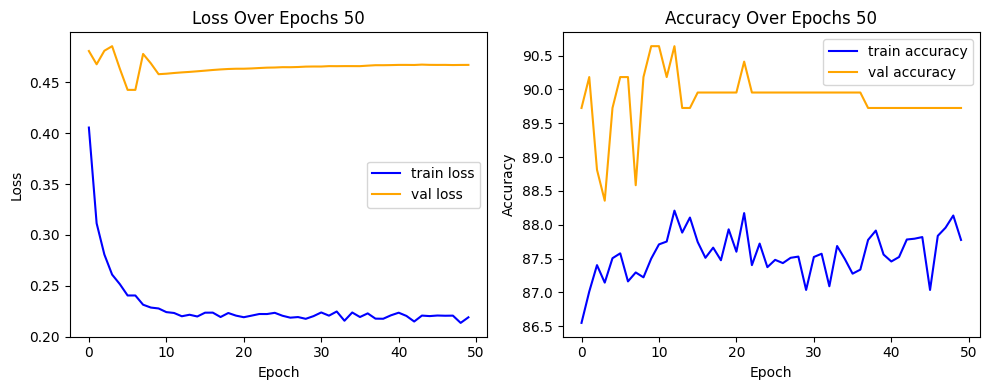 Loss Over Epochs 50
Loss
0.45
0.40
0.35
0.30
0.25
0.20
train loss
val loss
0 10 20 30 40 50
Epoch
Accuracy Over Epochs 50
Accuracy
90.5
90.0
89.5
89.0
88.5
88.0
87.5
87.0
86.5
train accuracy
val accuracy
0 10 20 30 40 50
Epoch